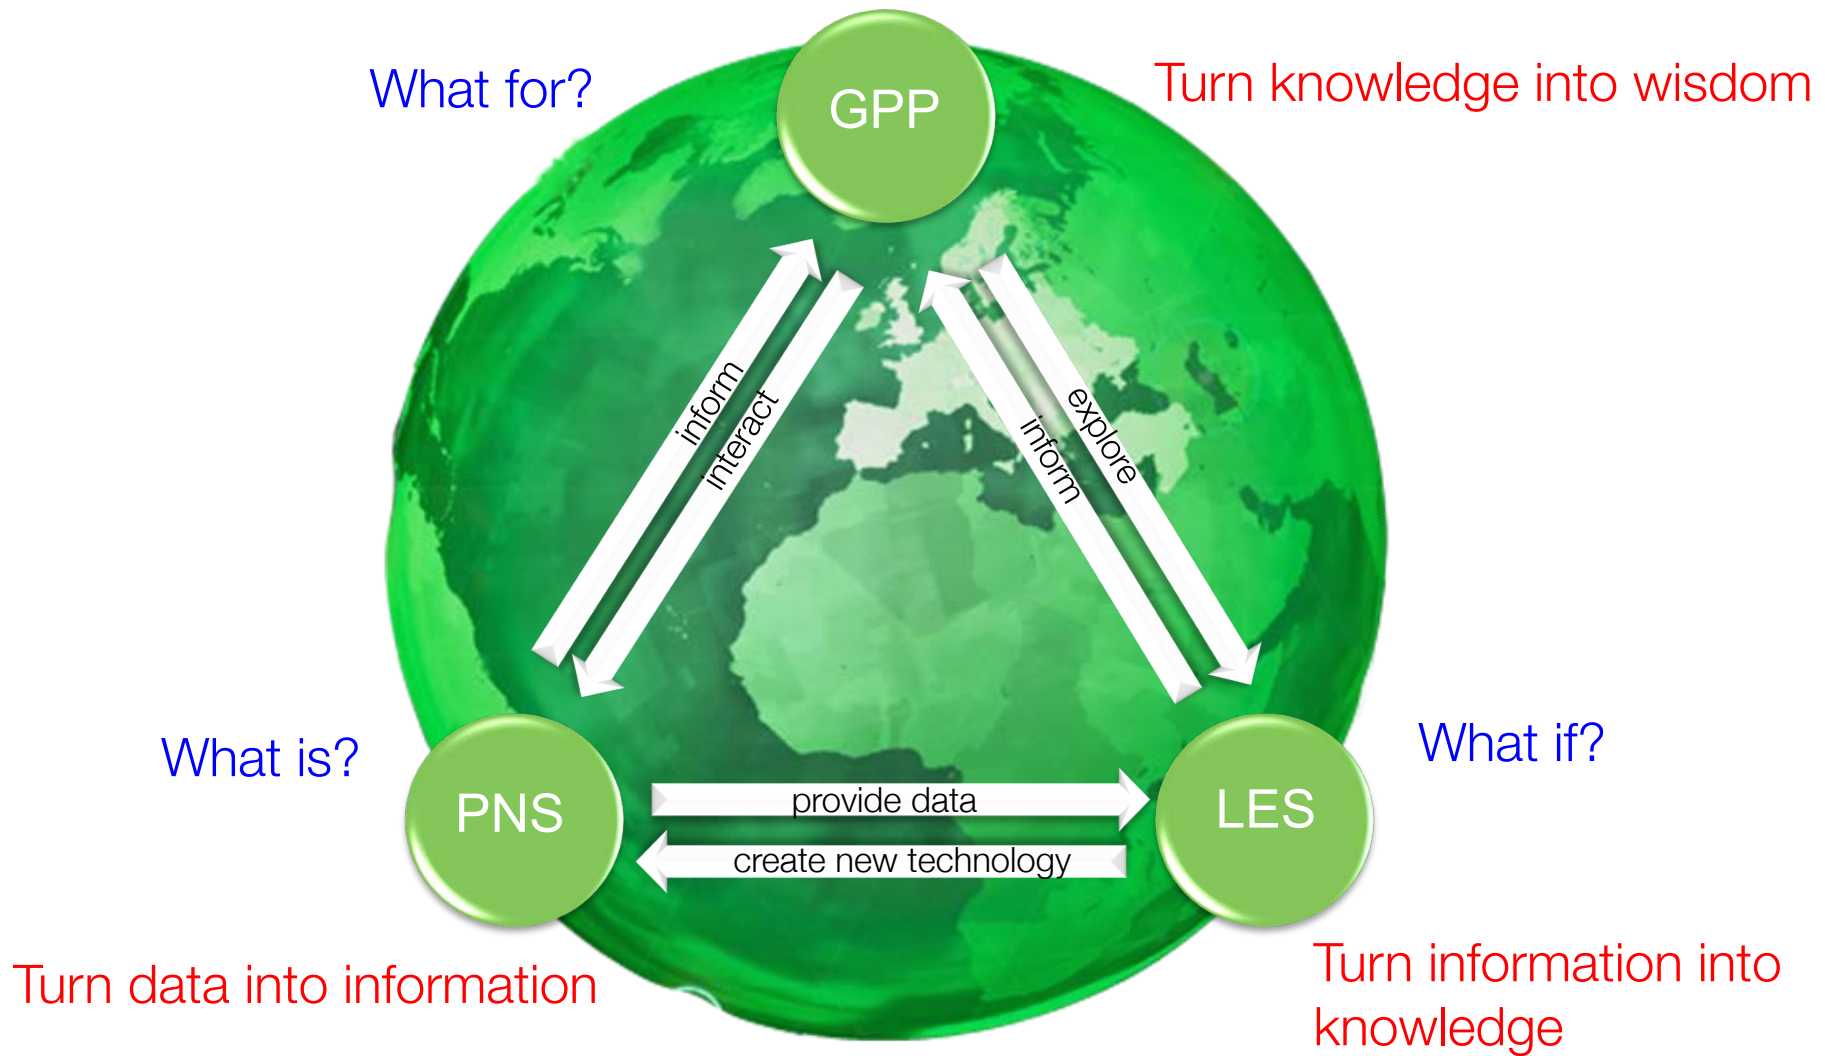 What for?
GPP
Turn knowledge into wisdom
inform
interact
explore
inform
What is?
PNS
What if?
LES
provide data
create new technology
Turn data into information
Turn information into
knowledge